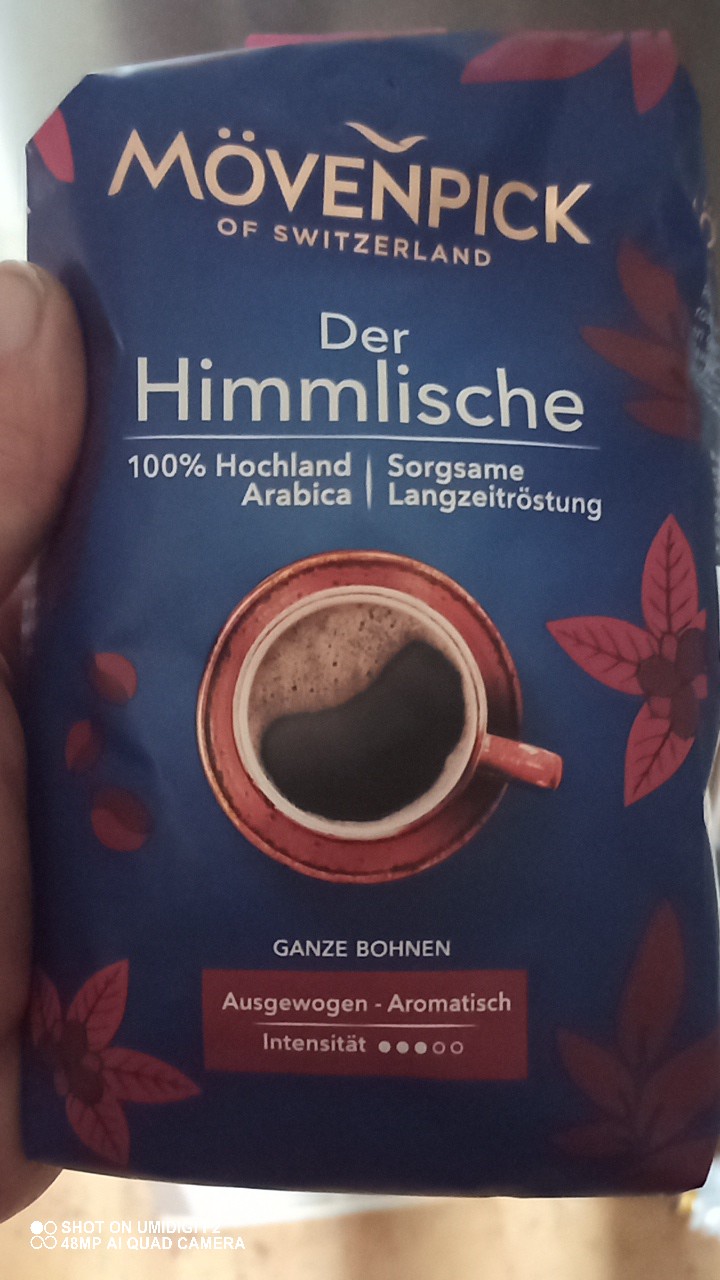 MÖVENPICK
OF SWITZERLAND
Der
Himmlische
100% Hochland
Arabica
Sorgsame
Langzeitröstung
GANZE BOHNEN
Ausgewogen - Aromatisch
Intensität
SHOT ON UMIDIGI F2
48MP AI QUAD CAMERA